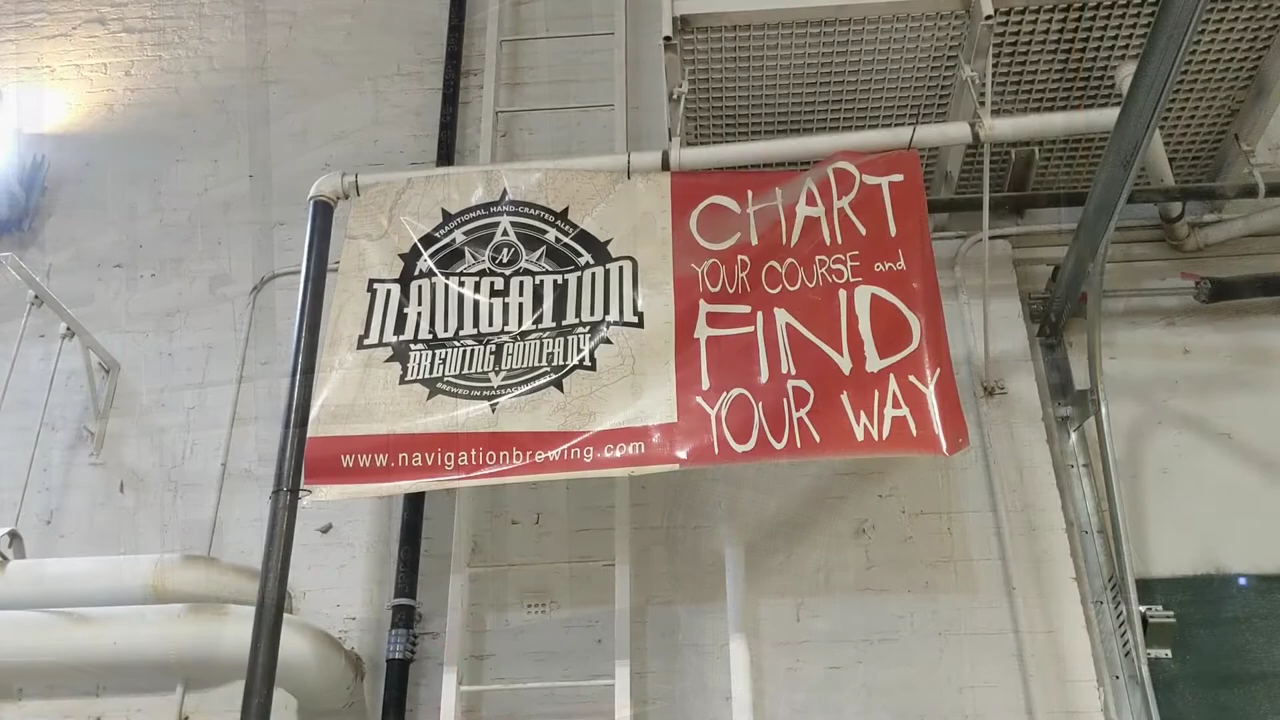 TRADITIONAL, HAND-CRAFTED ALES
N
NAVIGATION
BREWING COMPANY
BREWED IN MASSACHUSETTS
www.navigationbrewing.com
CHART
YOUR COURSE and
FIND
YOUR WAY